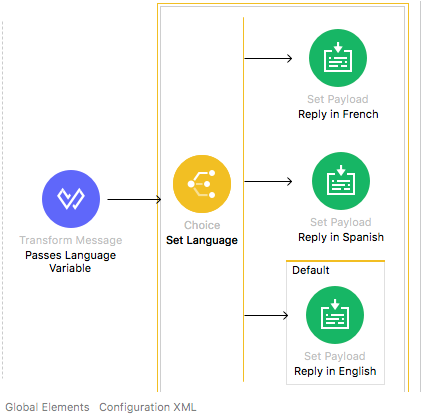 Set Payload
Reply in French
Set Payload
Reply in Spanish
Transform Message
Passes Language
Variable
Choice
Set Language
Default
Set Payload
Reply in English
Global Elements Configuration XML